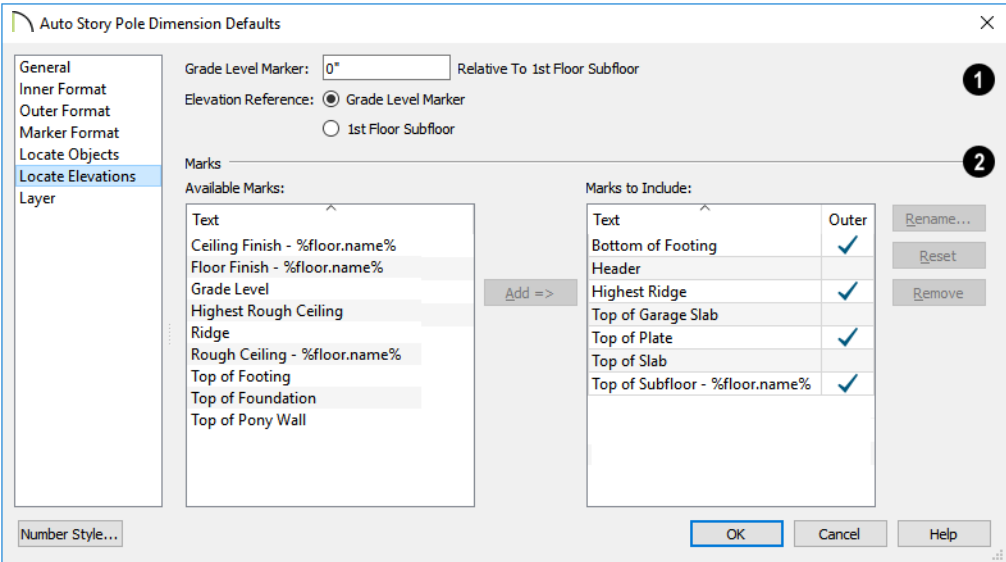 Auto Story Pole Dimension Defaults
General
Inner Format
Outer Format
Marker Format
Locate Objects
Locate Elevations
Layer
Grade Level Marker: 0" Relative To 1st Floor Subfloor
1
Elevation Reference: Grade Level Marker
1st Floor Subfloor
Marks
2
Available Marks:
Text
Ceiling Finish - %floor.name%
Floor Finish - %floor.name%
Grade Level
Highest Rough Ceiling
Ridge
Rough Ceiling - %floor.name%
Top of Footing
Top of Foundation
Top of Pony Wall
Add =>
Marks to Include:
Text Outer
Bottom of Footing
Header
Highest Ridge
Top of Garage Slab
Top of Plate
Top of Slab
Top of Subfloor - %floor.name%
Rename...
Reset
Remove
Number Style...
OK
Cancel
Help